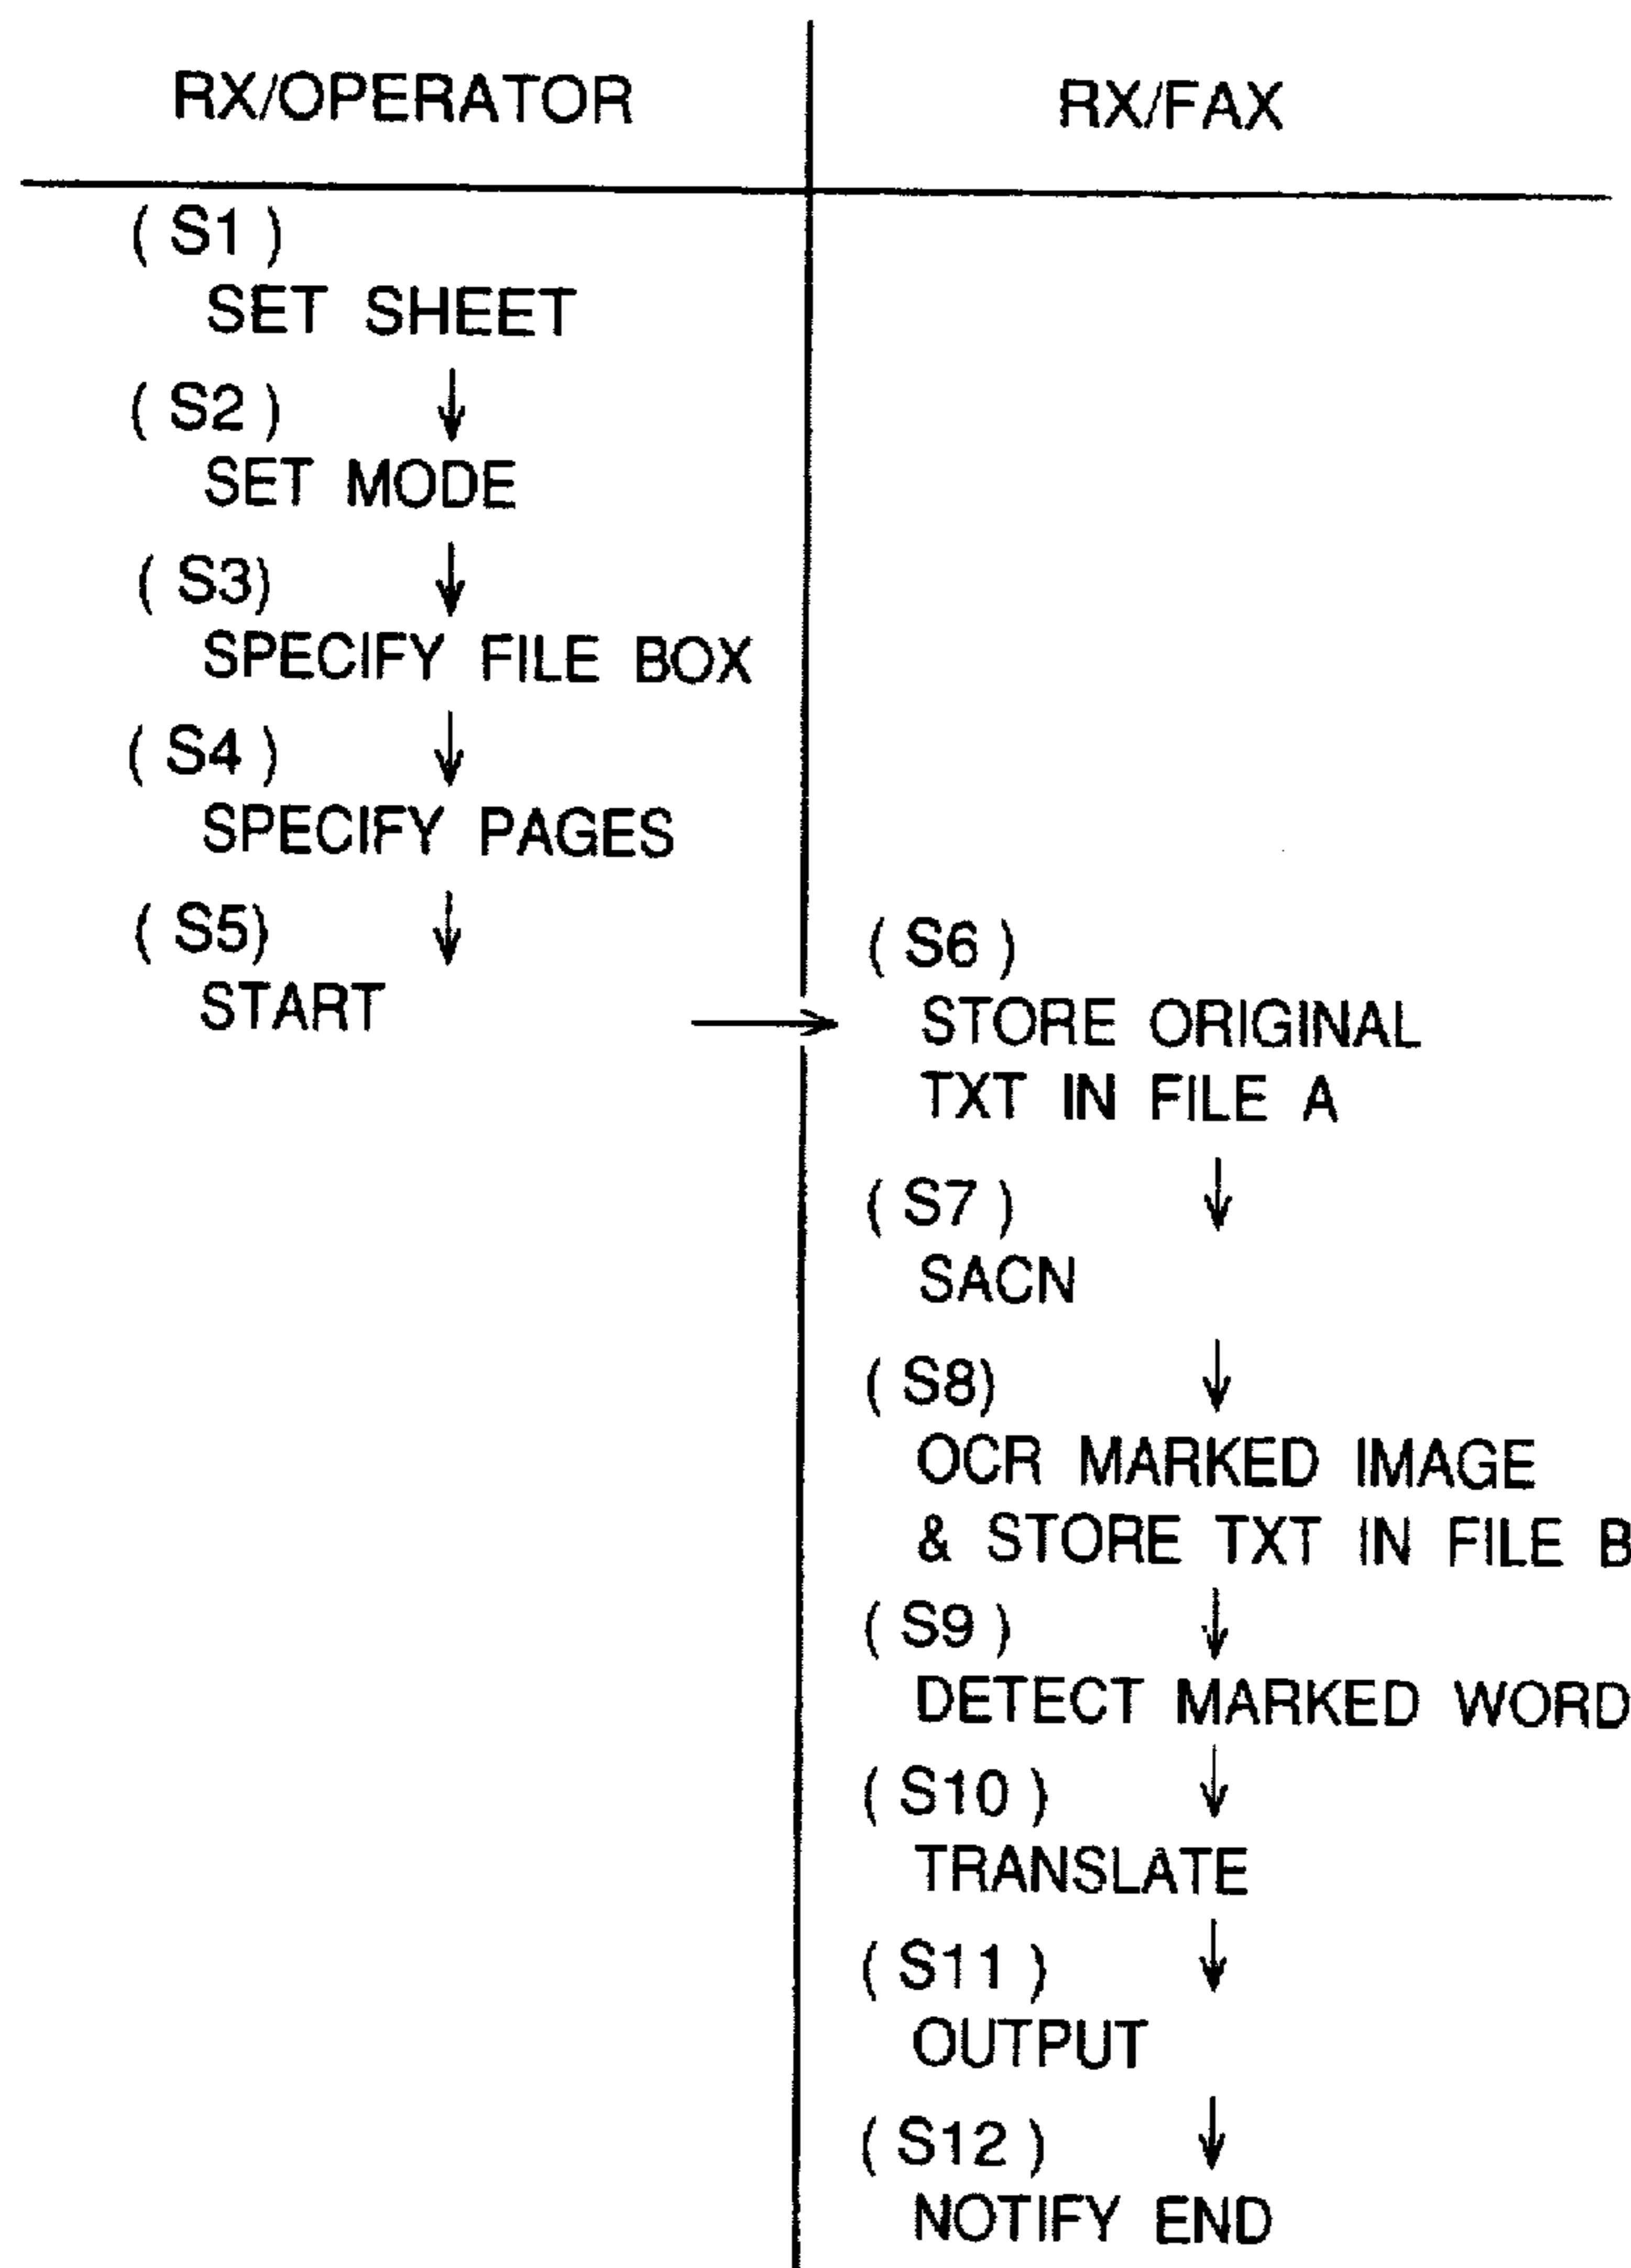 RX/OPERATOR
RX/FAX
( S1 )
SET SHEET
( S2 )
SET MODE
( S3)
SPECIFY FILE BOX
( S4 )
SPECIFY PAGES
( S5)
START
( S6 )
STORE ORIGINAL
TXT IN FILE A
( S7 )
SACN
( S8)
OCR MARKED IMAGE
& STORE TXT IN FILE B
( S9 )
DETECT MARKED WORD
( S10 )
TRANSLATE
( S11 )
OUTPUT
( S12 )
NOTIFY END